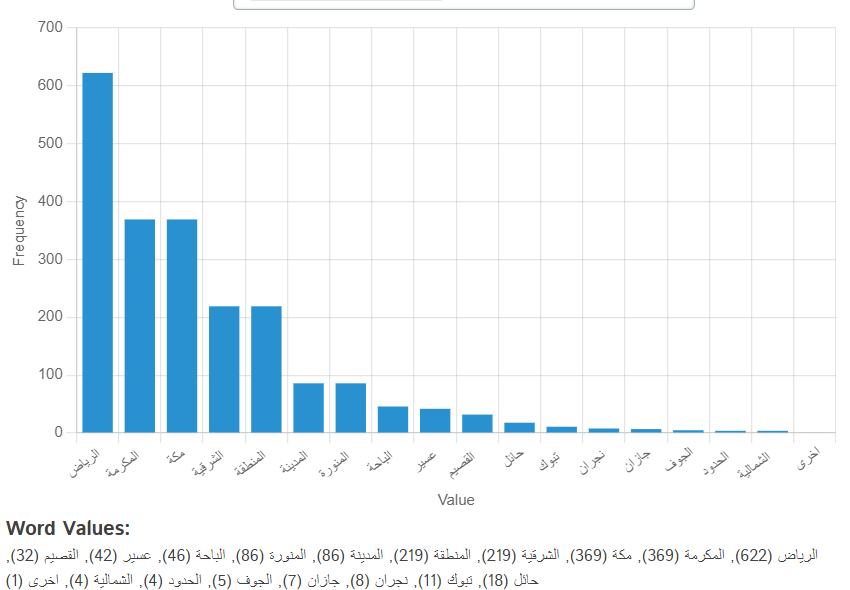 700
600
500
400
300
200
100
0
Frequency
الرياض
المكرمة
مكة
الشرقية
المنطقة
المدينة
المنورة
الباحة
عسير
القصيم
حائل
تبوك
نجران
جازان
الجوف
الحدود
الشمالية
اخرى
Value
Word Values:
الرياض (622), المكرمة (369), مكة (369), الشرقية (219), المنطقة (219), المدينة (86), المنورة (86), الباحة (46), عسير (42), القصيم (32),
حائل (18), تبوك (11), نجران (8), جازان (7), الجوف (5), الحدود (4), الشمالية (4), اخرى (1)